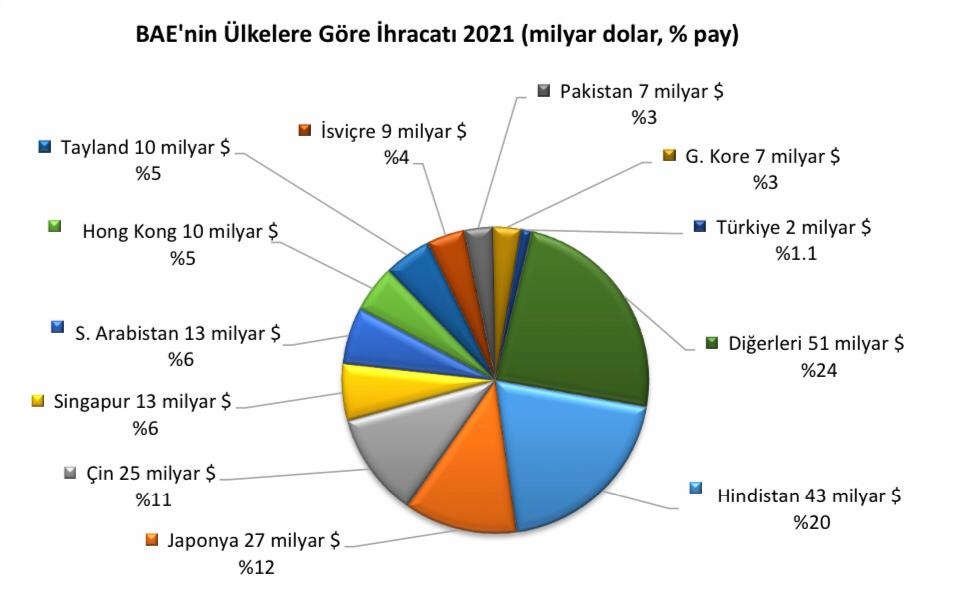 BAE'nin Ülkelere Göre İhracatı 2021 (milyar dolar, % pay)
Pakistan 7 milyar $
%3
İsviçre 9 milyar $
%4
Tayland 10 milyar $
%5
G. Kore 7 milyar $
%3
Hong Kong 10 milyar $
%5
Türkiye 2 milyar $
%1.1
S. Arabistan 13 milyar $
%6
Diğerleri 51 milyar $
%24
Singapur 13 milyar $
%6
Çin 25 milyar $
%11
Hindistan 43 milyar $
%20
Japonya 27 milyar $
%12